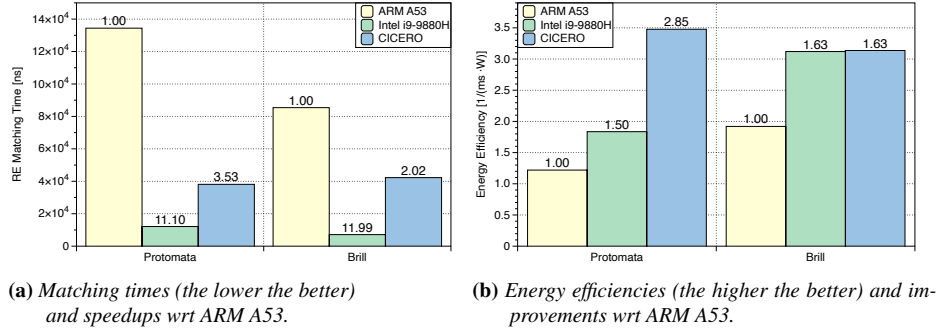 14×10⁴
12×10⁴
10×10⁴
8×10⁴
6×10⁴
4×10⁴
2×10⁴
0
RE Matching Time [ns]
ARM A53
Intel i9-9880H
CICERO
1.00
11.10
3.53
1.00
11.99
2.02
Protomata
Brill
(a) Matching times (the lower the better)
and speedups wrt ARM A53.
3.5
3.0
2.5
2.0
1.5
1.0
0.5
0.0
Energy Efficiency [1/(ms ·W)]
ARM A53
Intel i9-9880H
CICERO
1.00
1.50
2.85
1.00
1.63
1.63
Protomata
Brill
(b) Energy efficiencies (the higher the better) and im-
provements wrt ARM A53.